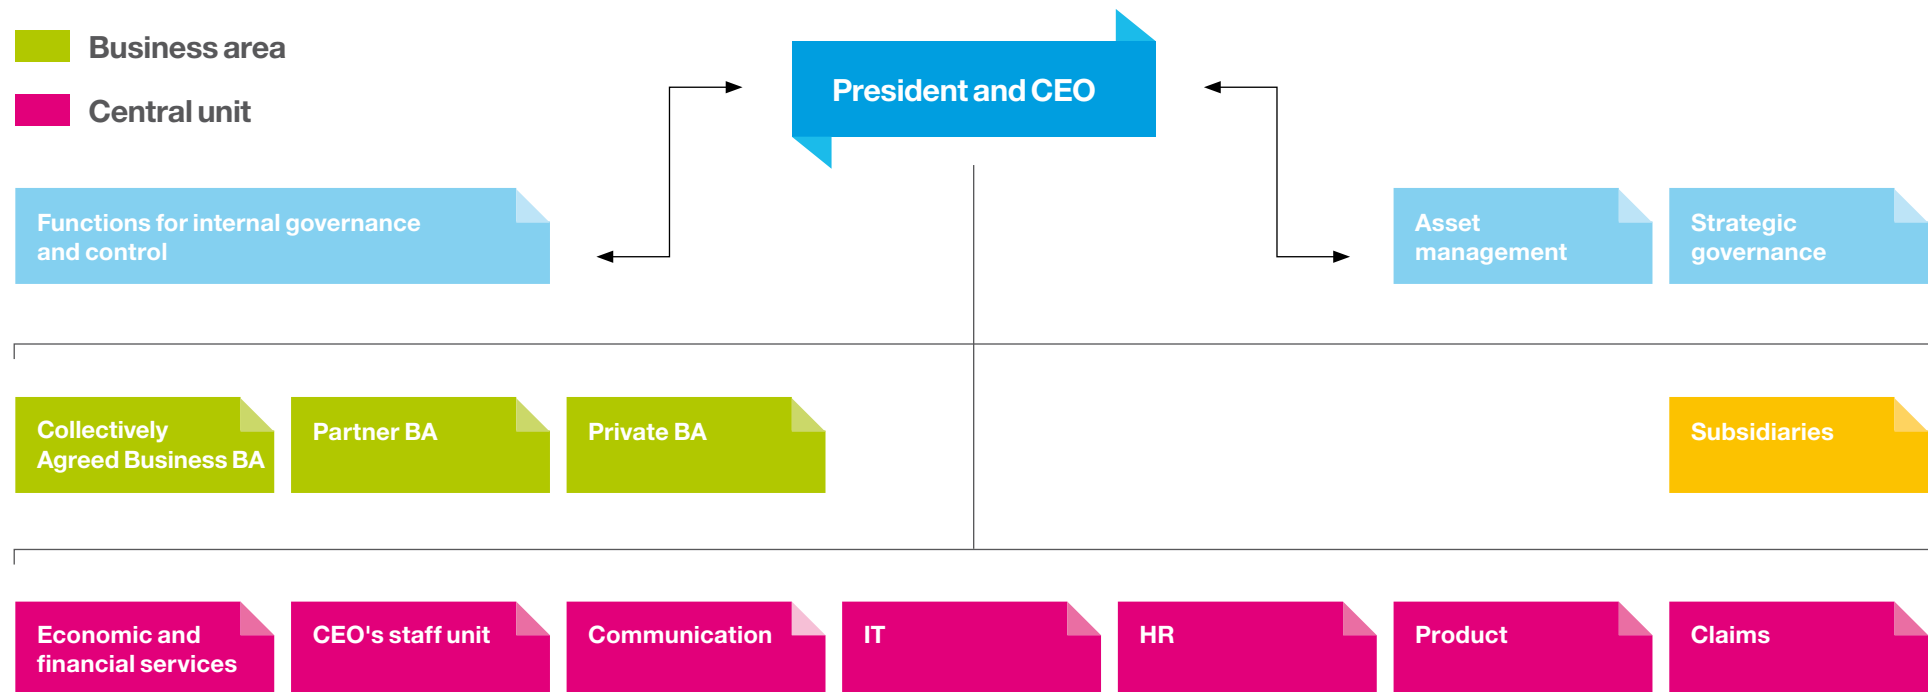 Business area
Central unit
President and CEO
Functions for internal governance
and control
Asset
management
Strategic
governance
Collectively
Agreed Business BA
Partner BA
Private BA
Subsidiaries
Economic and
financial services
CEO's staff unit
Communication
IT
HR
Product
Claims